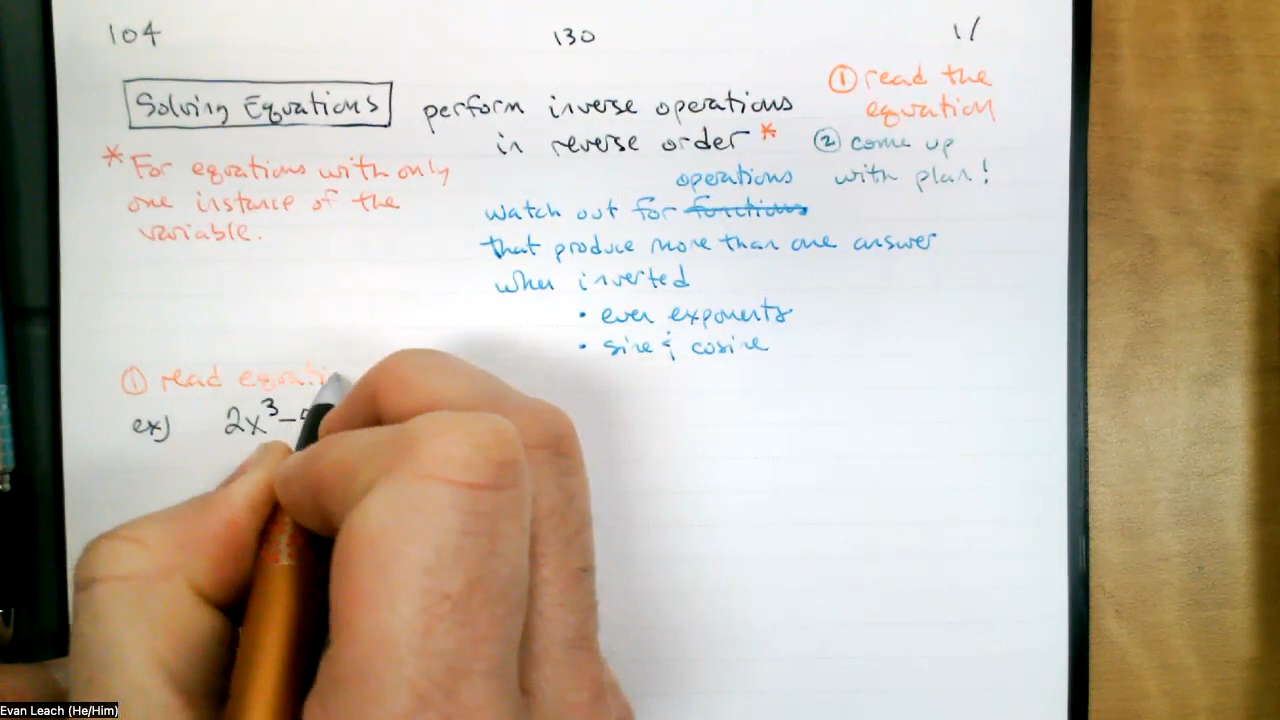 104 130 1/
Solving Equations perform inverse operations
in reverse order *
① read the
equation
② come up
with plan!
* For equations with only
one instance of the
variable.
operations
watch out for functions
that produce more than one answer
when inverted
• even exponents
• sine & cosine
① read equati
ex) 2x³-
Evan Leach (He/Him)